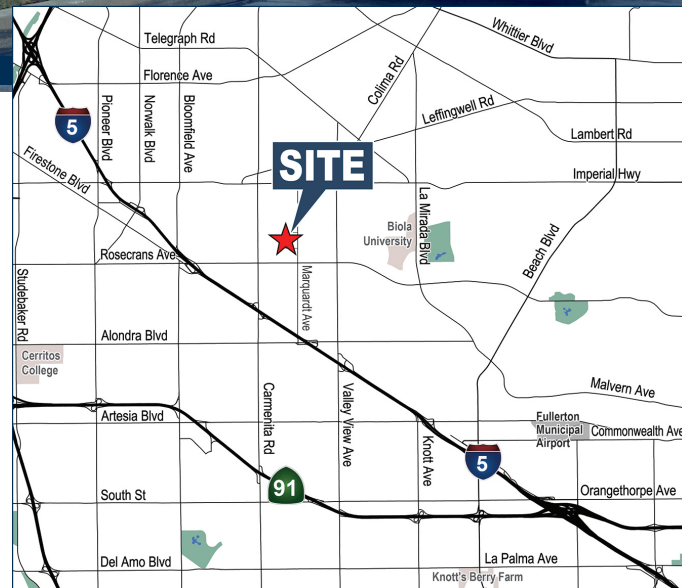 Telegraph Rd
Whittier Blvd
Florence Ave
Colima Rd
Leffingwell Rd
Pioneer Blvd
Norwalk Blvd
Bloomfield Ave
5
Lambert Rd
SITE
Firestone Blvd
Imperial Hwy
La Mirada Blvd
Biola
University
Beach Blvd
Rosecrans Ave
Marquardt Ave
Studebaker Rd
Alondra Blvd
Cerritos
College
Carmenita Rd
Valley View Ave
Malvern Ave
Artesia Blvd
Fullerton
Municipal
Airport
Commonwealth Ave
Knott Ave
5
91
South St
Orangethorpe Ave
Del Amo Blvd
La Palma Ave
Knott's Berry Farm